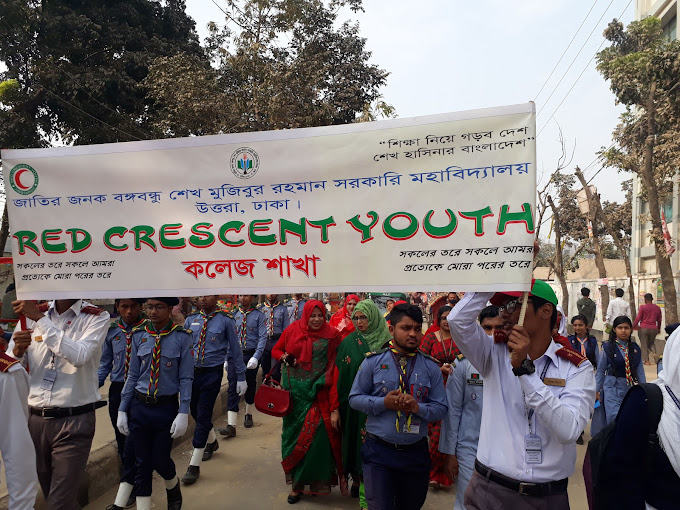 "শিক্ষা নিয়ে গড়ব দেশ
শেখ হাসিনার বাংলাদেশ"
জাতির জনক বঙ্গবন্ধু শেখ মুজিবুর রহমান সরকারি মহাবিদ্যালয়
উত্তরা, ঢাকা।
RED CRESCENT YOUTH
সকলের তরে সকলে আমরা
প্রত্যেকে মোরা পরের তরে
কলেজ শাখা
সকলের তরে সকলে আমরা
প্রত্যেকে মোরা পরের তরে